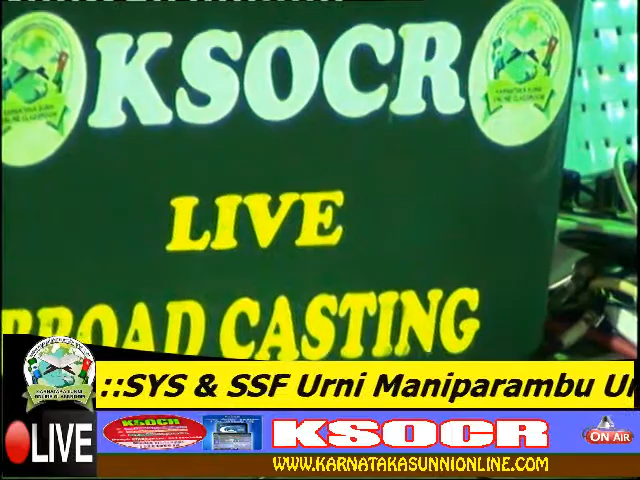 KSOCR
LIVE
BROAD CASTING
.::SYS & SSF Urni Maniparambu
LIVE
KSOCR
KSOCR
ON AIR
WWW.KARNATAKASUNNIONLINE.COM